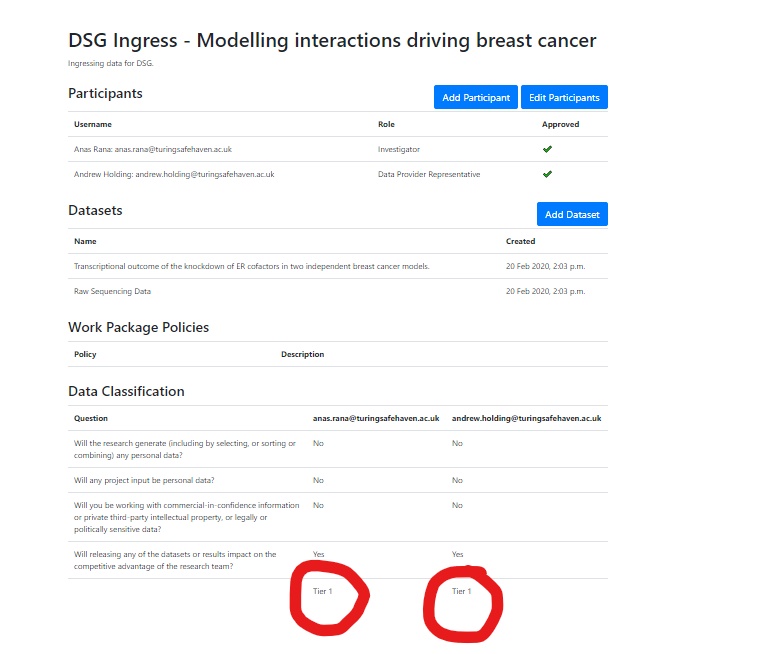 DSG Ingress - Modelling interactions driving breast cancer
Ingressing data for DSG.
Participants
Add Participant Edit Participants
Username Role Approved
Anas Rana: anas.rana@turingsafehaven.ac.uk Investigator
Andrew Holding: andrew.holding@turingsafehaven.ac.uk Data Provider Representative
Datasets
Add Dataset
Name Created
Transcriptional outcome of the knockdown of ER cofactors in two independent breast cancer models. 20 Feb 2020, 2:03 p.m.
Raw Sequencing Data 20 Feb 2020, 2:03 p.m.
Work Package Policies
Policy Description
Data Classification
Question anas.rana@turingsafehaven.ac.uk andrew.holding@turingsafehaven.ac.uk
Will the research generate (including by selecting, or sorting or No No
combining) any personal data?
Will any project input be personal data? No No
Will you be working with commercial-in-confidence information No No
or private third-party intellectual property, or legally or
politically sensitive data?
Will releasing any of the datasets or results impact on the Yes Yes
competitive advantage of the research team?
Tier 1 Tier 1